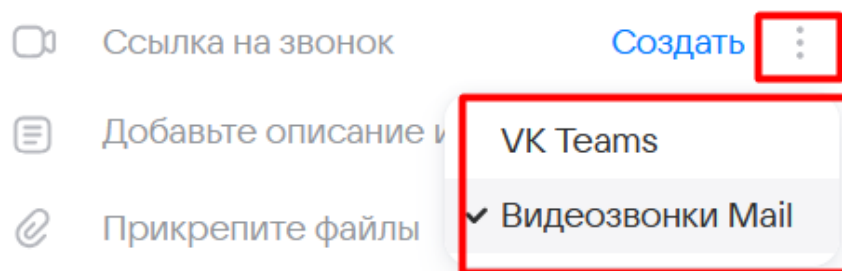 Ссылка на звонок Создать
Добавьте описание
VK Teams
Прикрепите файлы
Видеозвонки Mail